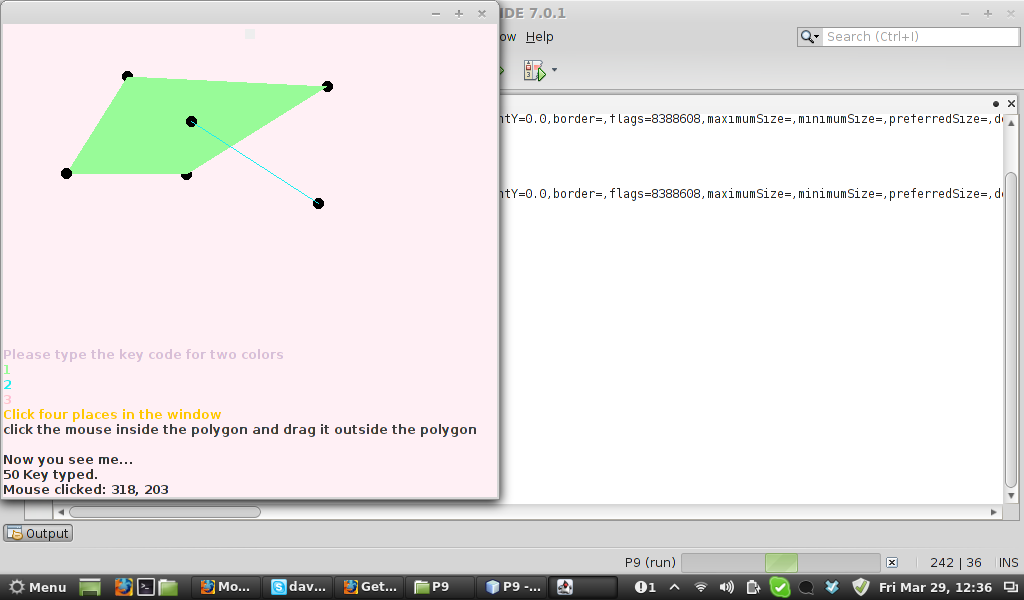 IDE 7.0.1
ow Help
Search (Ctrl+I)
ntY=0.0,border=,flags=8388608,maximumSize=,minimumSize=,preferredSize=,de
ntY=0.0,border=,flags=8388608,maximumSize=,minimumSize=,preferredSize=,de
Please type the key code for two colors
1
2
3
Click four places in the window
click the mouse inside the polygon and drag it outside the polygon
Now you see me...
50 Key typed.
Mouse clicked: 318, 203
Output
P9 (run)
242 | 36 INS
Menu Mo... dav... Get... P9 P9 -... 1 Fri Mar 29, 12:36